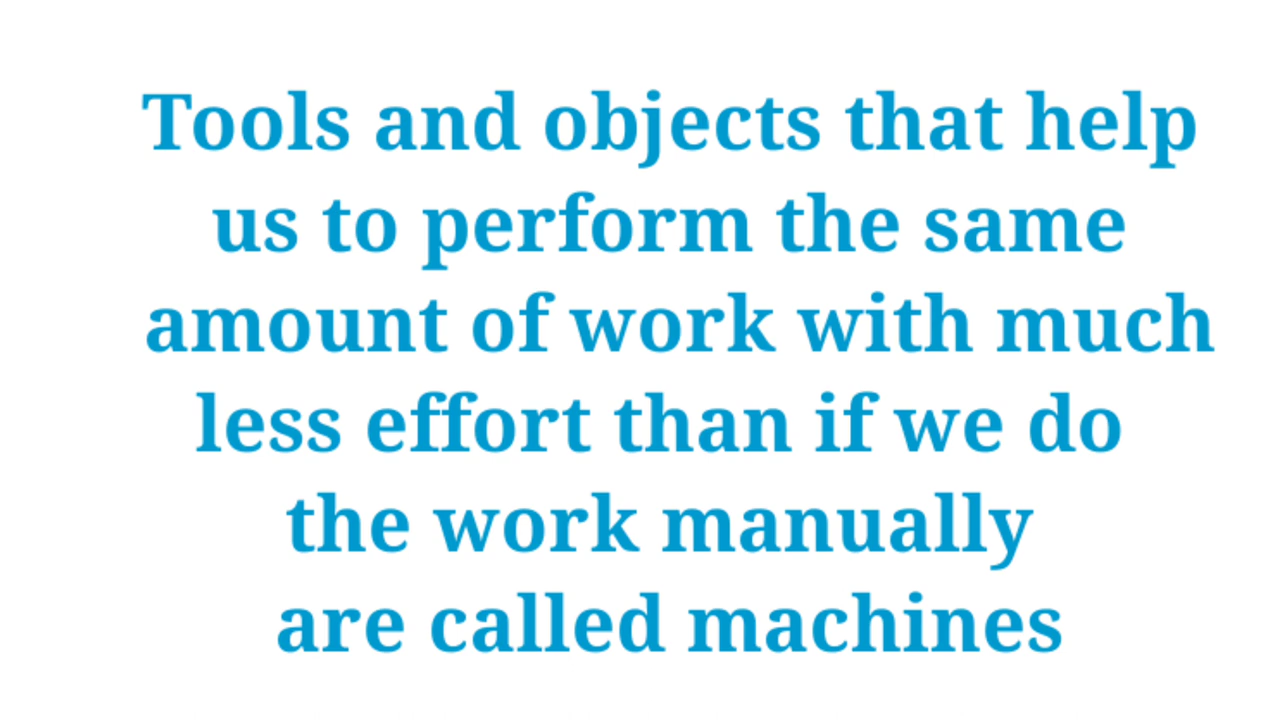 Tools and objects that help
us to perform the same
amount of work with much
less effort than if we do
the work manually
are called machines